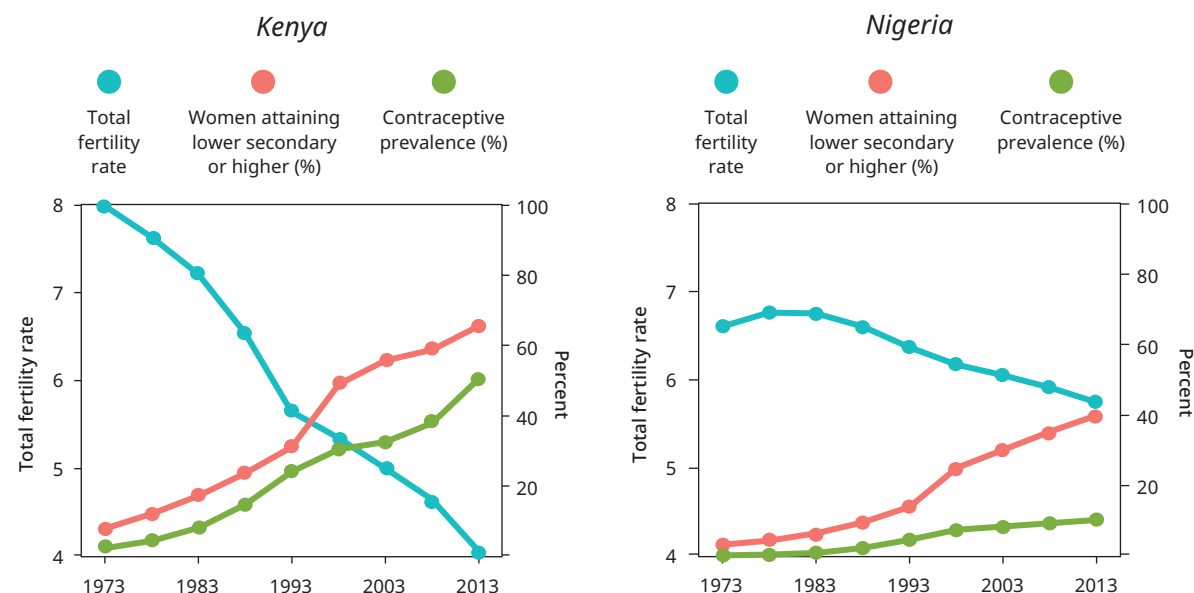 Kenya
Total
fertility
rate
Women attaining
lower secondary
or higher (%)
Contraceptive
prevalence (%)
8
7
6
5
4
Total fertility rate
100
80
60
40
20
0
Percent
1973
1983
1993
2003
2013
Nigeria
Total
fertility
rate
Women attaining
lower secondary
or higher (%)
Contraceptive
prevalence (%)
8
7
6
5
4
Total fertility rate
100
80
60
40
20
0
Percent
1973
1983
1993
2003
2013